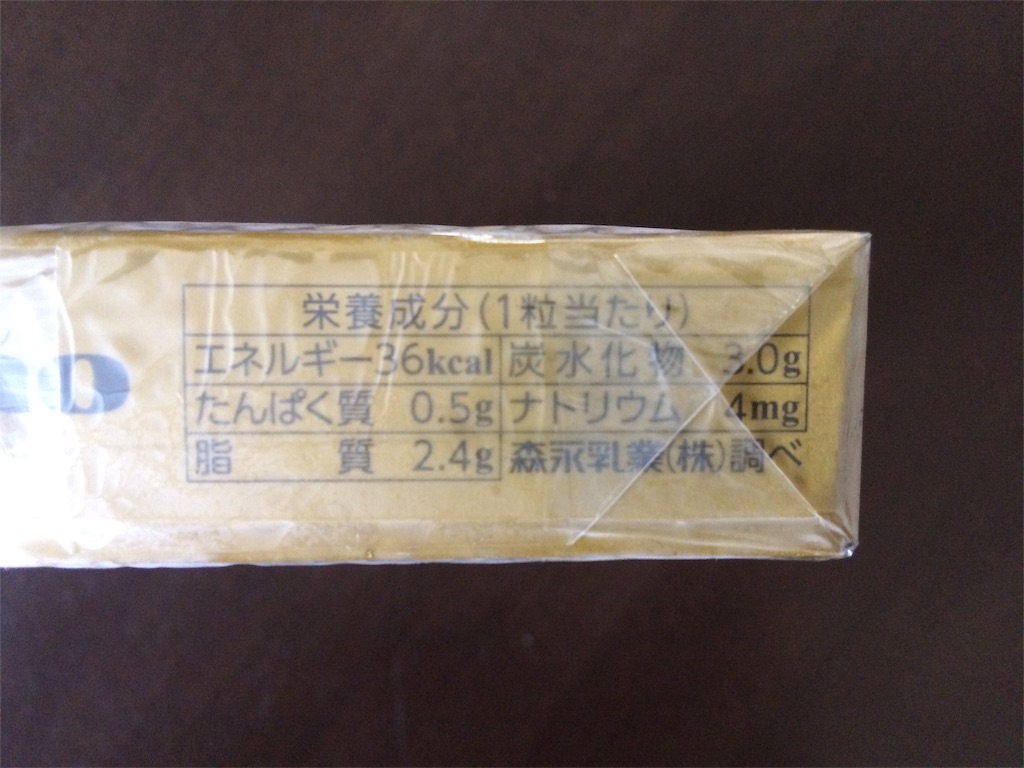 栄養成分(1粒当たり)
エネルギー36kcal 炭水化物 3.0g
たんぱく質 0.5g ナトリウム 4mg
脂 質 2.4g 森永乳業(株)調べ